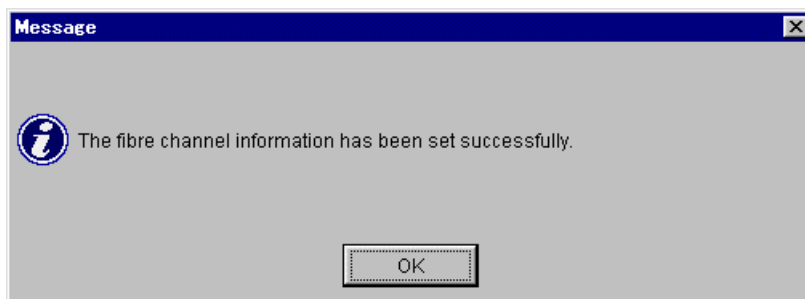 Message
The fibre channel information has been set successfully.
OK